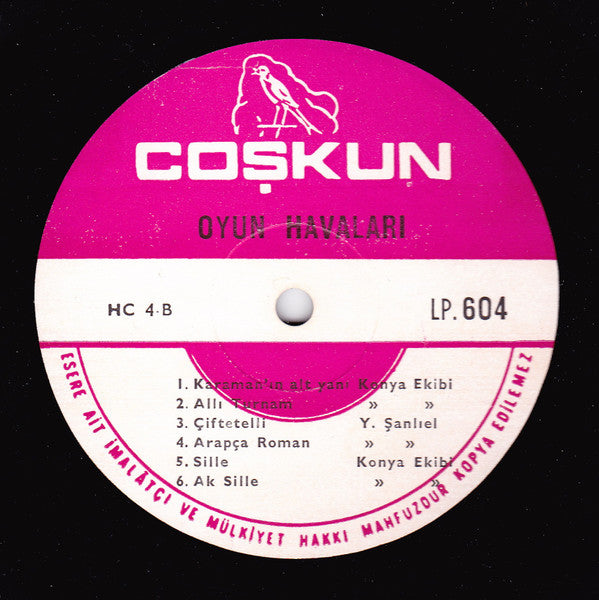 COŞKUN
OYUN HAVALARI
HC 4-B LP.604
1. Karaman'ın alt yanı Konya Ekibi
2. Allı Turnam » »
3. Çiftetelli Y. Şanlıel
4. Arapça Roman » »
5. Sille Konya Ekibi
6. Ak Sille » »
ESERE AİT İMALÂTÇI VE MÜLKİYET HAKKI MAHFUZDUR KOPYA EDİLEMEZ